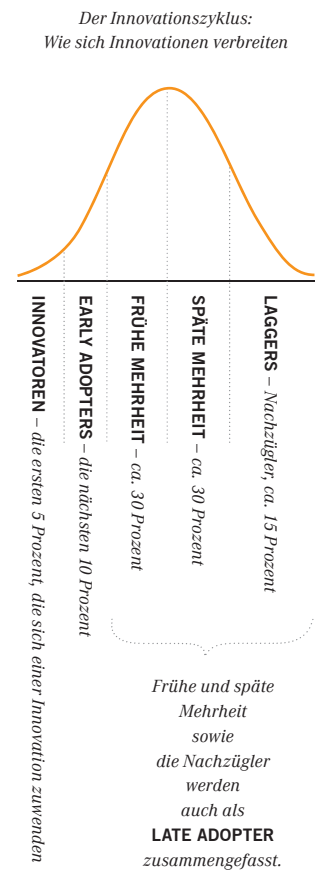 Der Innovationszyklus:
Wie sich Innovationen verbreiten
INNOVATOREN – die ersten 5 Prozent, die sich einer Innovation zuwenden
EARLY ADOPTERS – die nächsten 10 Prozent
FRÜHE MEHRHEIT – ca. 30 Prozent
SPÄTE MEHRHEIT – ca. 30 Prozent
LAGGERS – Nachzügler, ca. 15 Prozent
Frühe und späte
Mehrheit
sowie
die Nachzügler
werden
auch als
LATE ADOPTER
zusammengefasst.